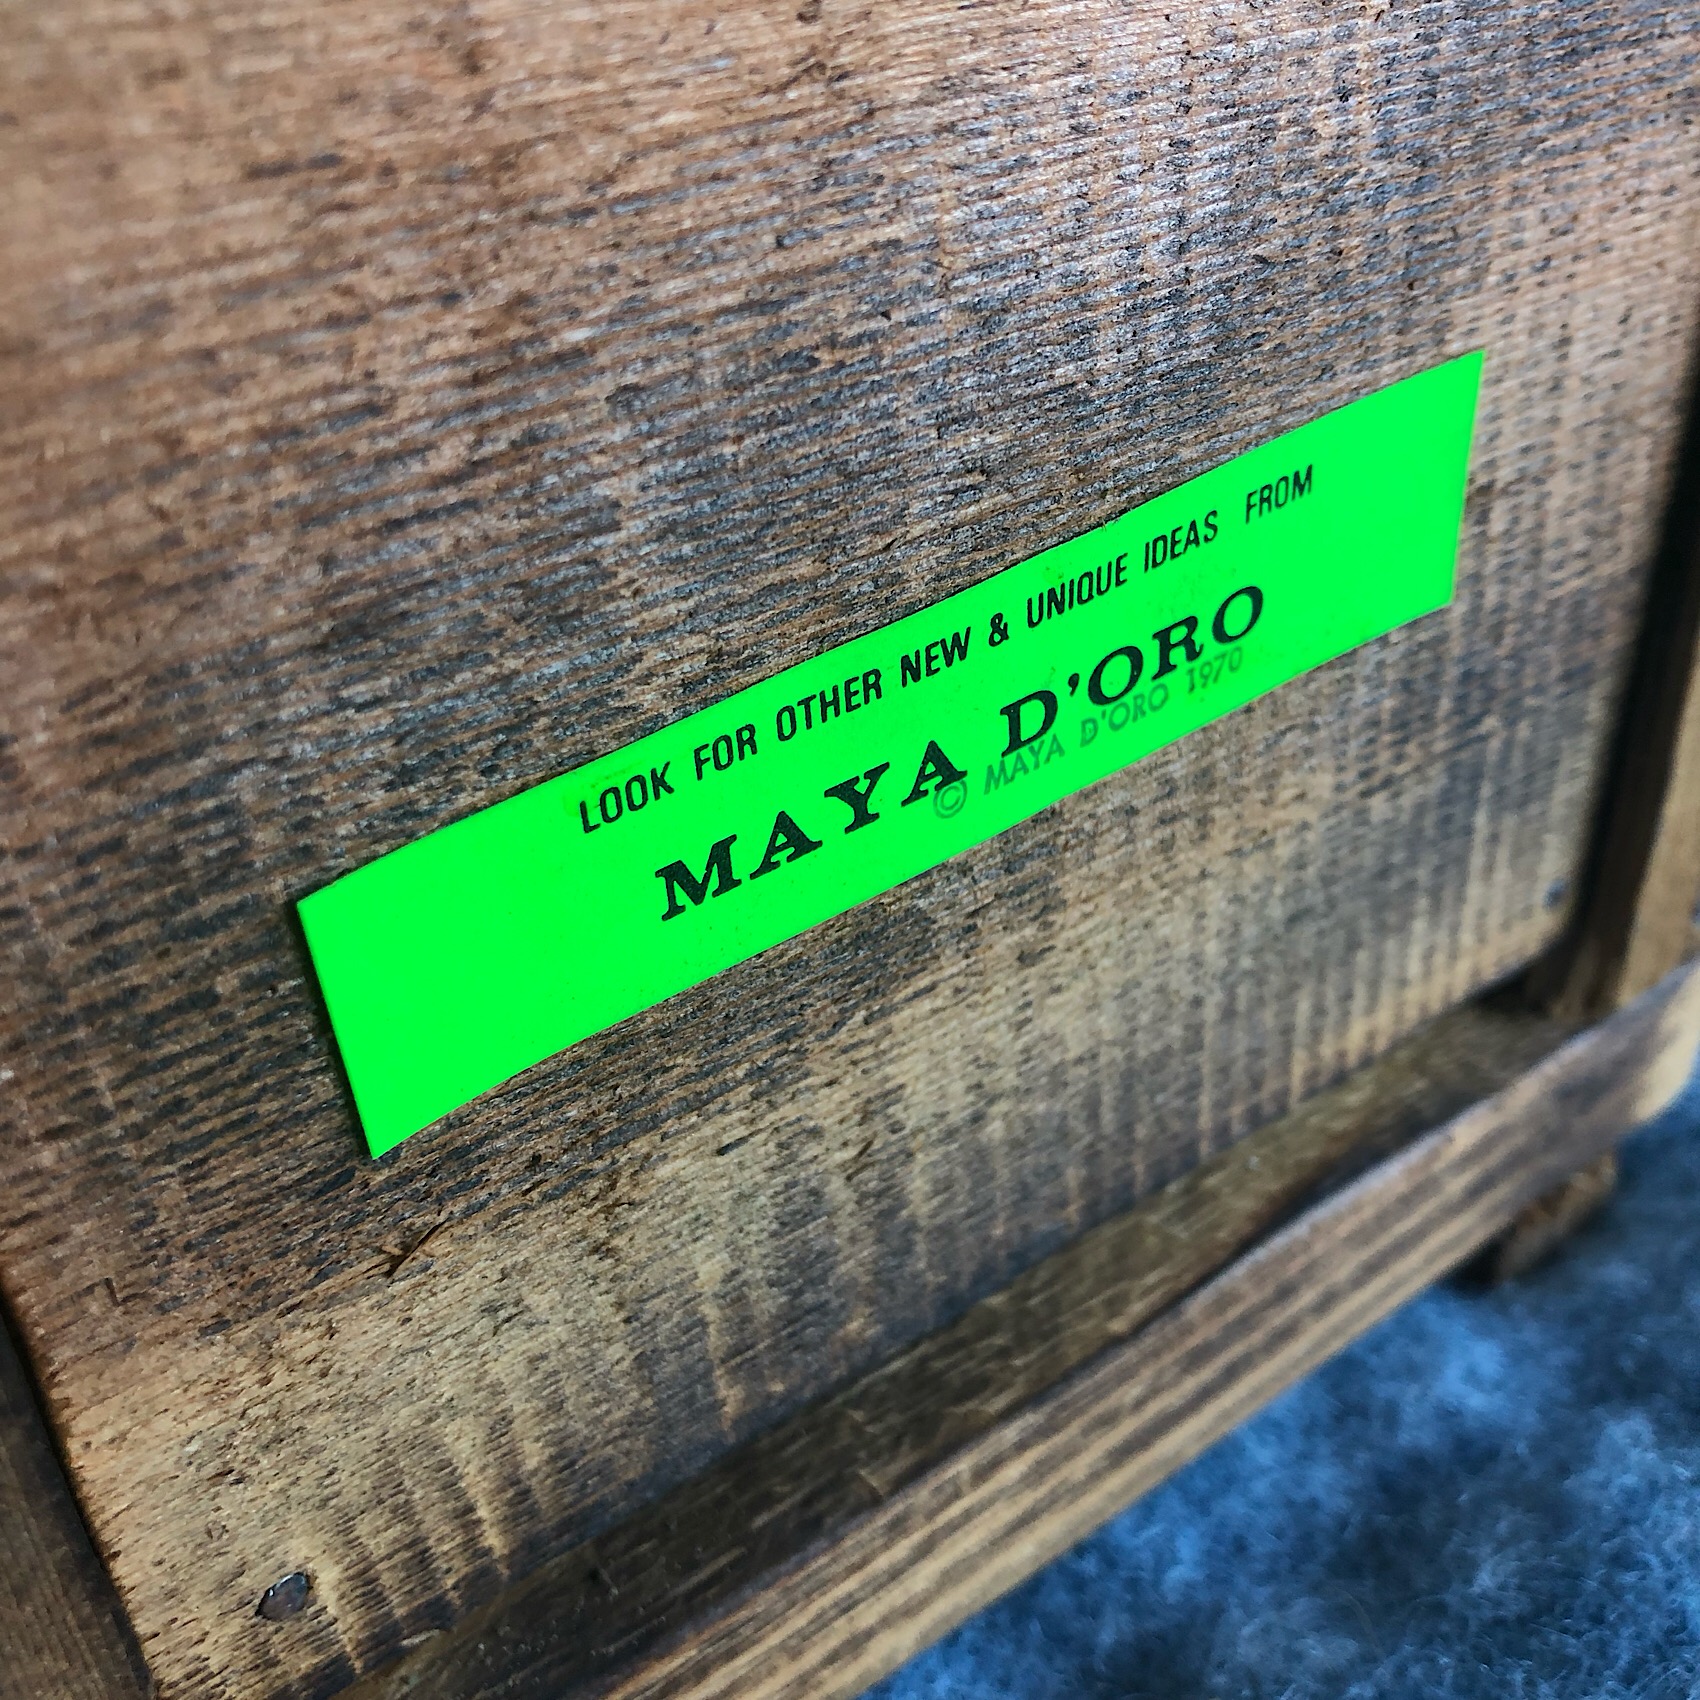 LOOK FOR OTHER NEW & UNIQUE IDEAS FROM
MAYA D'ORO
© MAYA D'ORO 1970